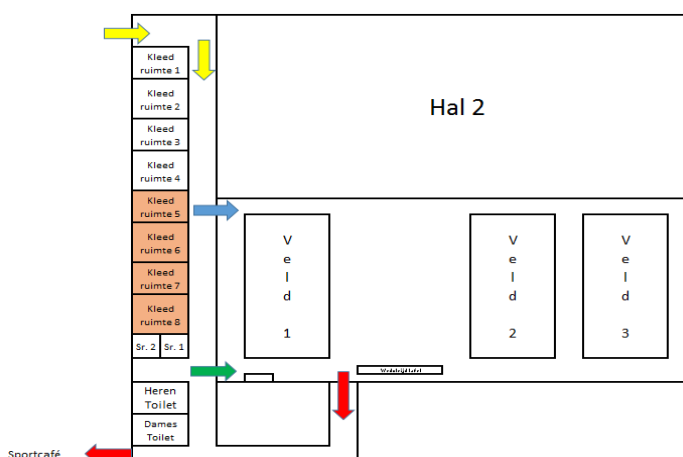 Kleed
ruimte 1
Kleed
ruimte 2
Kleed
ruimte 3
Kleed
ruimte 4
Kleed
ruimte 5
Kleed
ruimte 6
Kleed
ruimte 7
Kleed
ruimte 8
Sr. 2 Sr. 1
Heren
Toilet
Dames
Toilet
Sportcafé
Hal 2
V
e
l
d
1
V
e
l
d
2
V
e
l
d
3